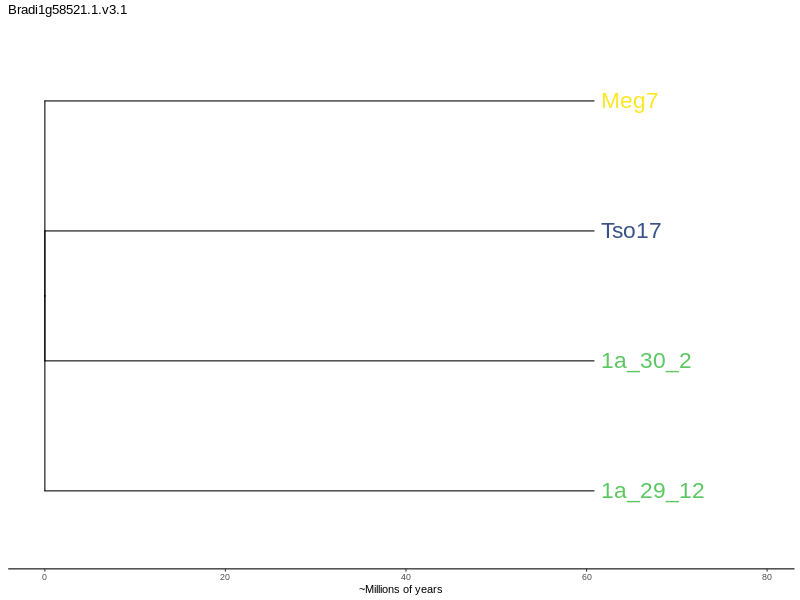 Bradi1g58521.1.v3.1
Meg7
Tso17
1a_30_2
1a_29_12
0 20 40 60 80
~Millions of years